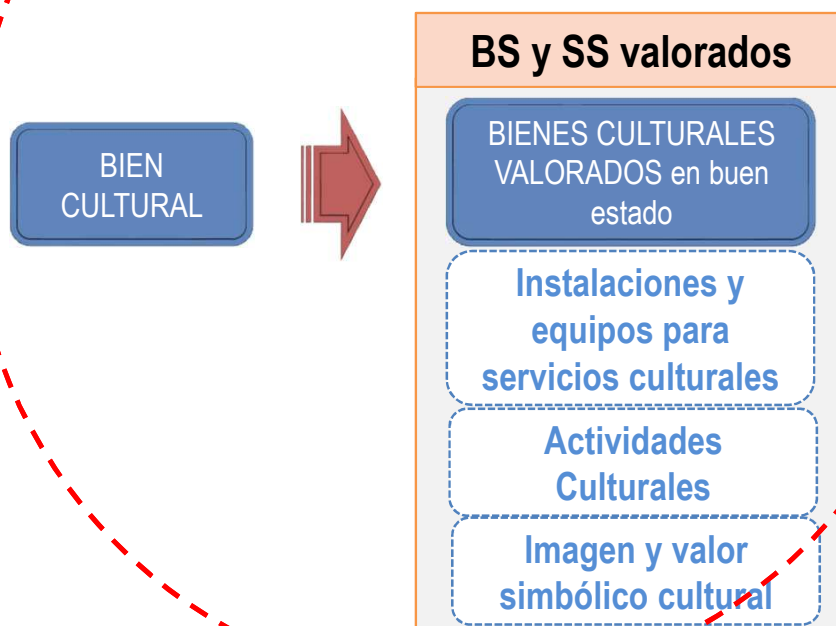 BS y SS valorados
BIEN
CULTURAL
BIENES CULTURALES
VALORADOS en buen
estado
Instalaciones y
equipos para
servicios culturales
Actividades
Culturales
Imagen y valor
simbólico cultural